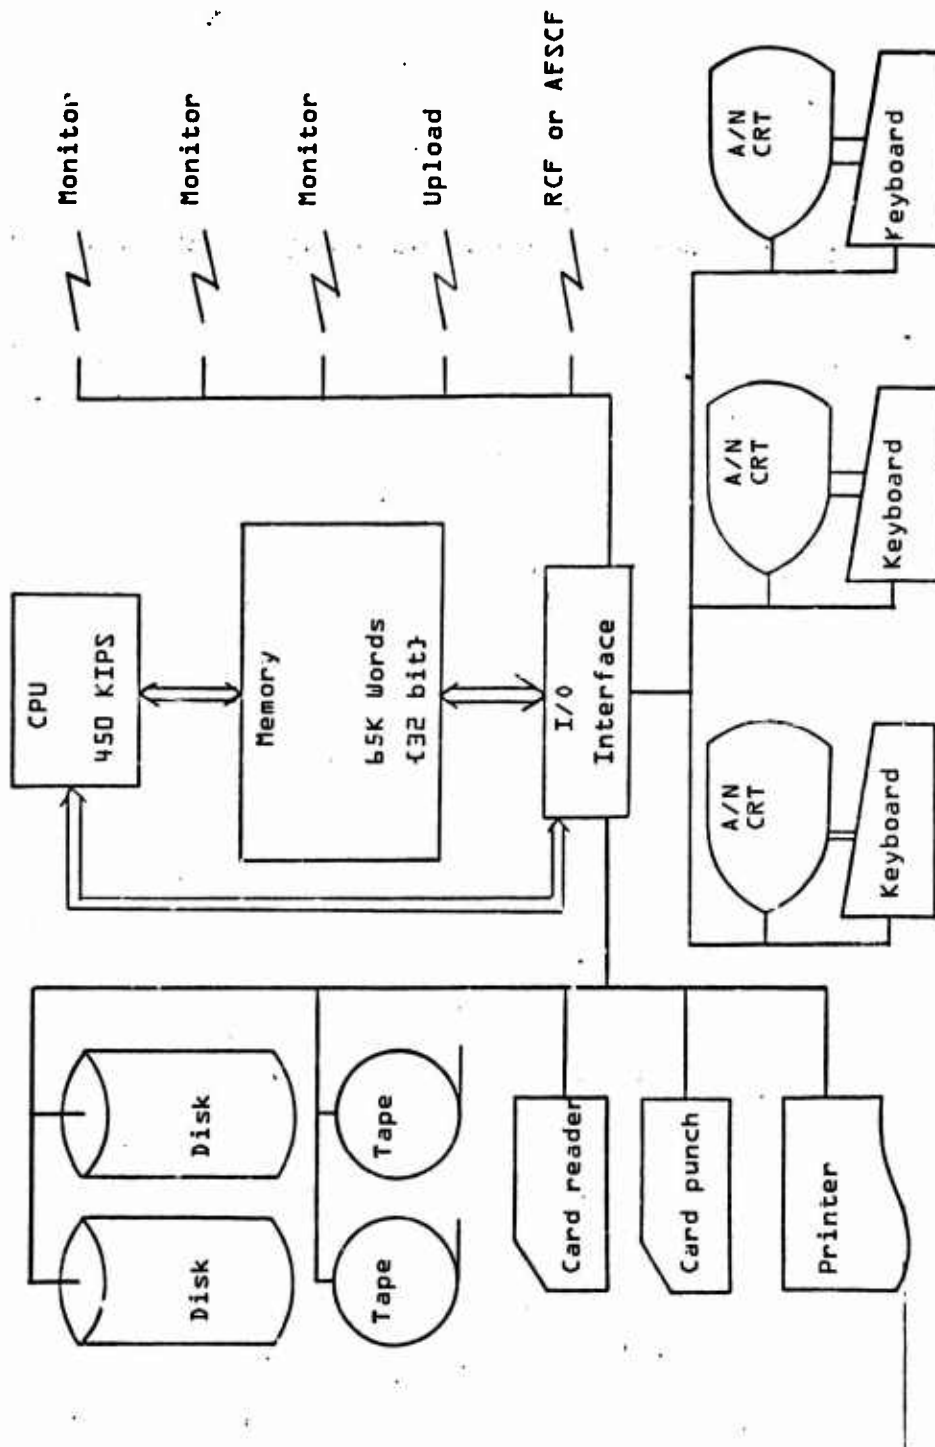 Disk
Disk
Tape
Tape
Card reader
Card punch
Printer
CPU
450 KIPS
Memory
65K Words
{32 bit}
I/O
Interface
Monitor
Monitor
Monitor
Upload
RCF or AFSCF
A/N
CRT
Keyboard
A/N
CRT
Keyboard
A/N
CRT
Keyboard